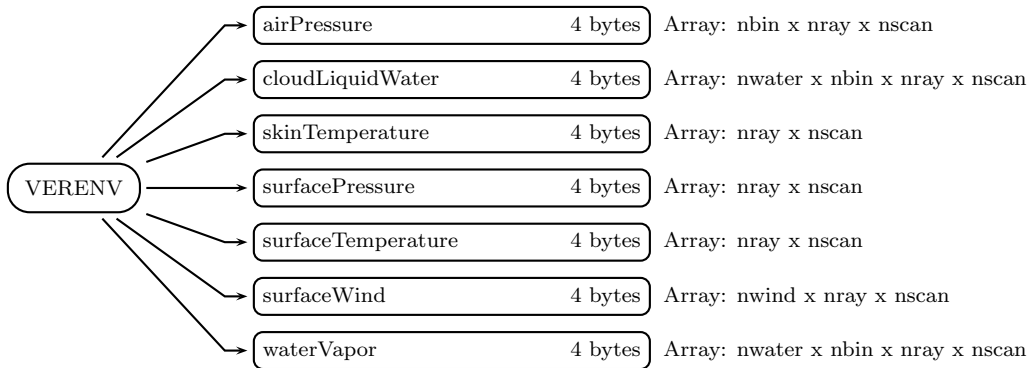 airPressure 4 bytes Array: nbin x nray x nscan
cloudLiquidWater 4 bytes Array: nwater x nbin x nray x nscan
skinTemperature 4 bytes Array: nray x nscan
VERENV
surfacePressure 4 bytes Array: nray x nscan
surfaceTemperature 4 bytes Array: nray x nscan
surfaceWind 4 bytes Array: nwind x nray x nscan
waterVapor 4 bytes Array: nwater x nbin x nray x nscan